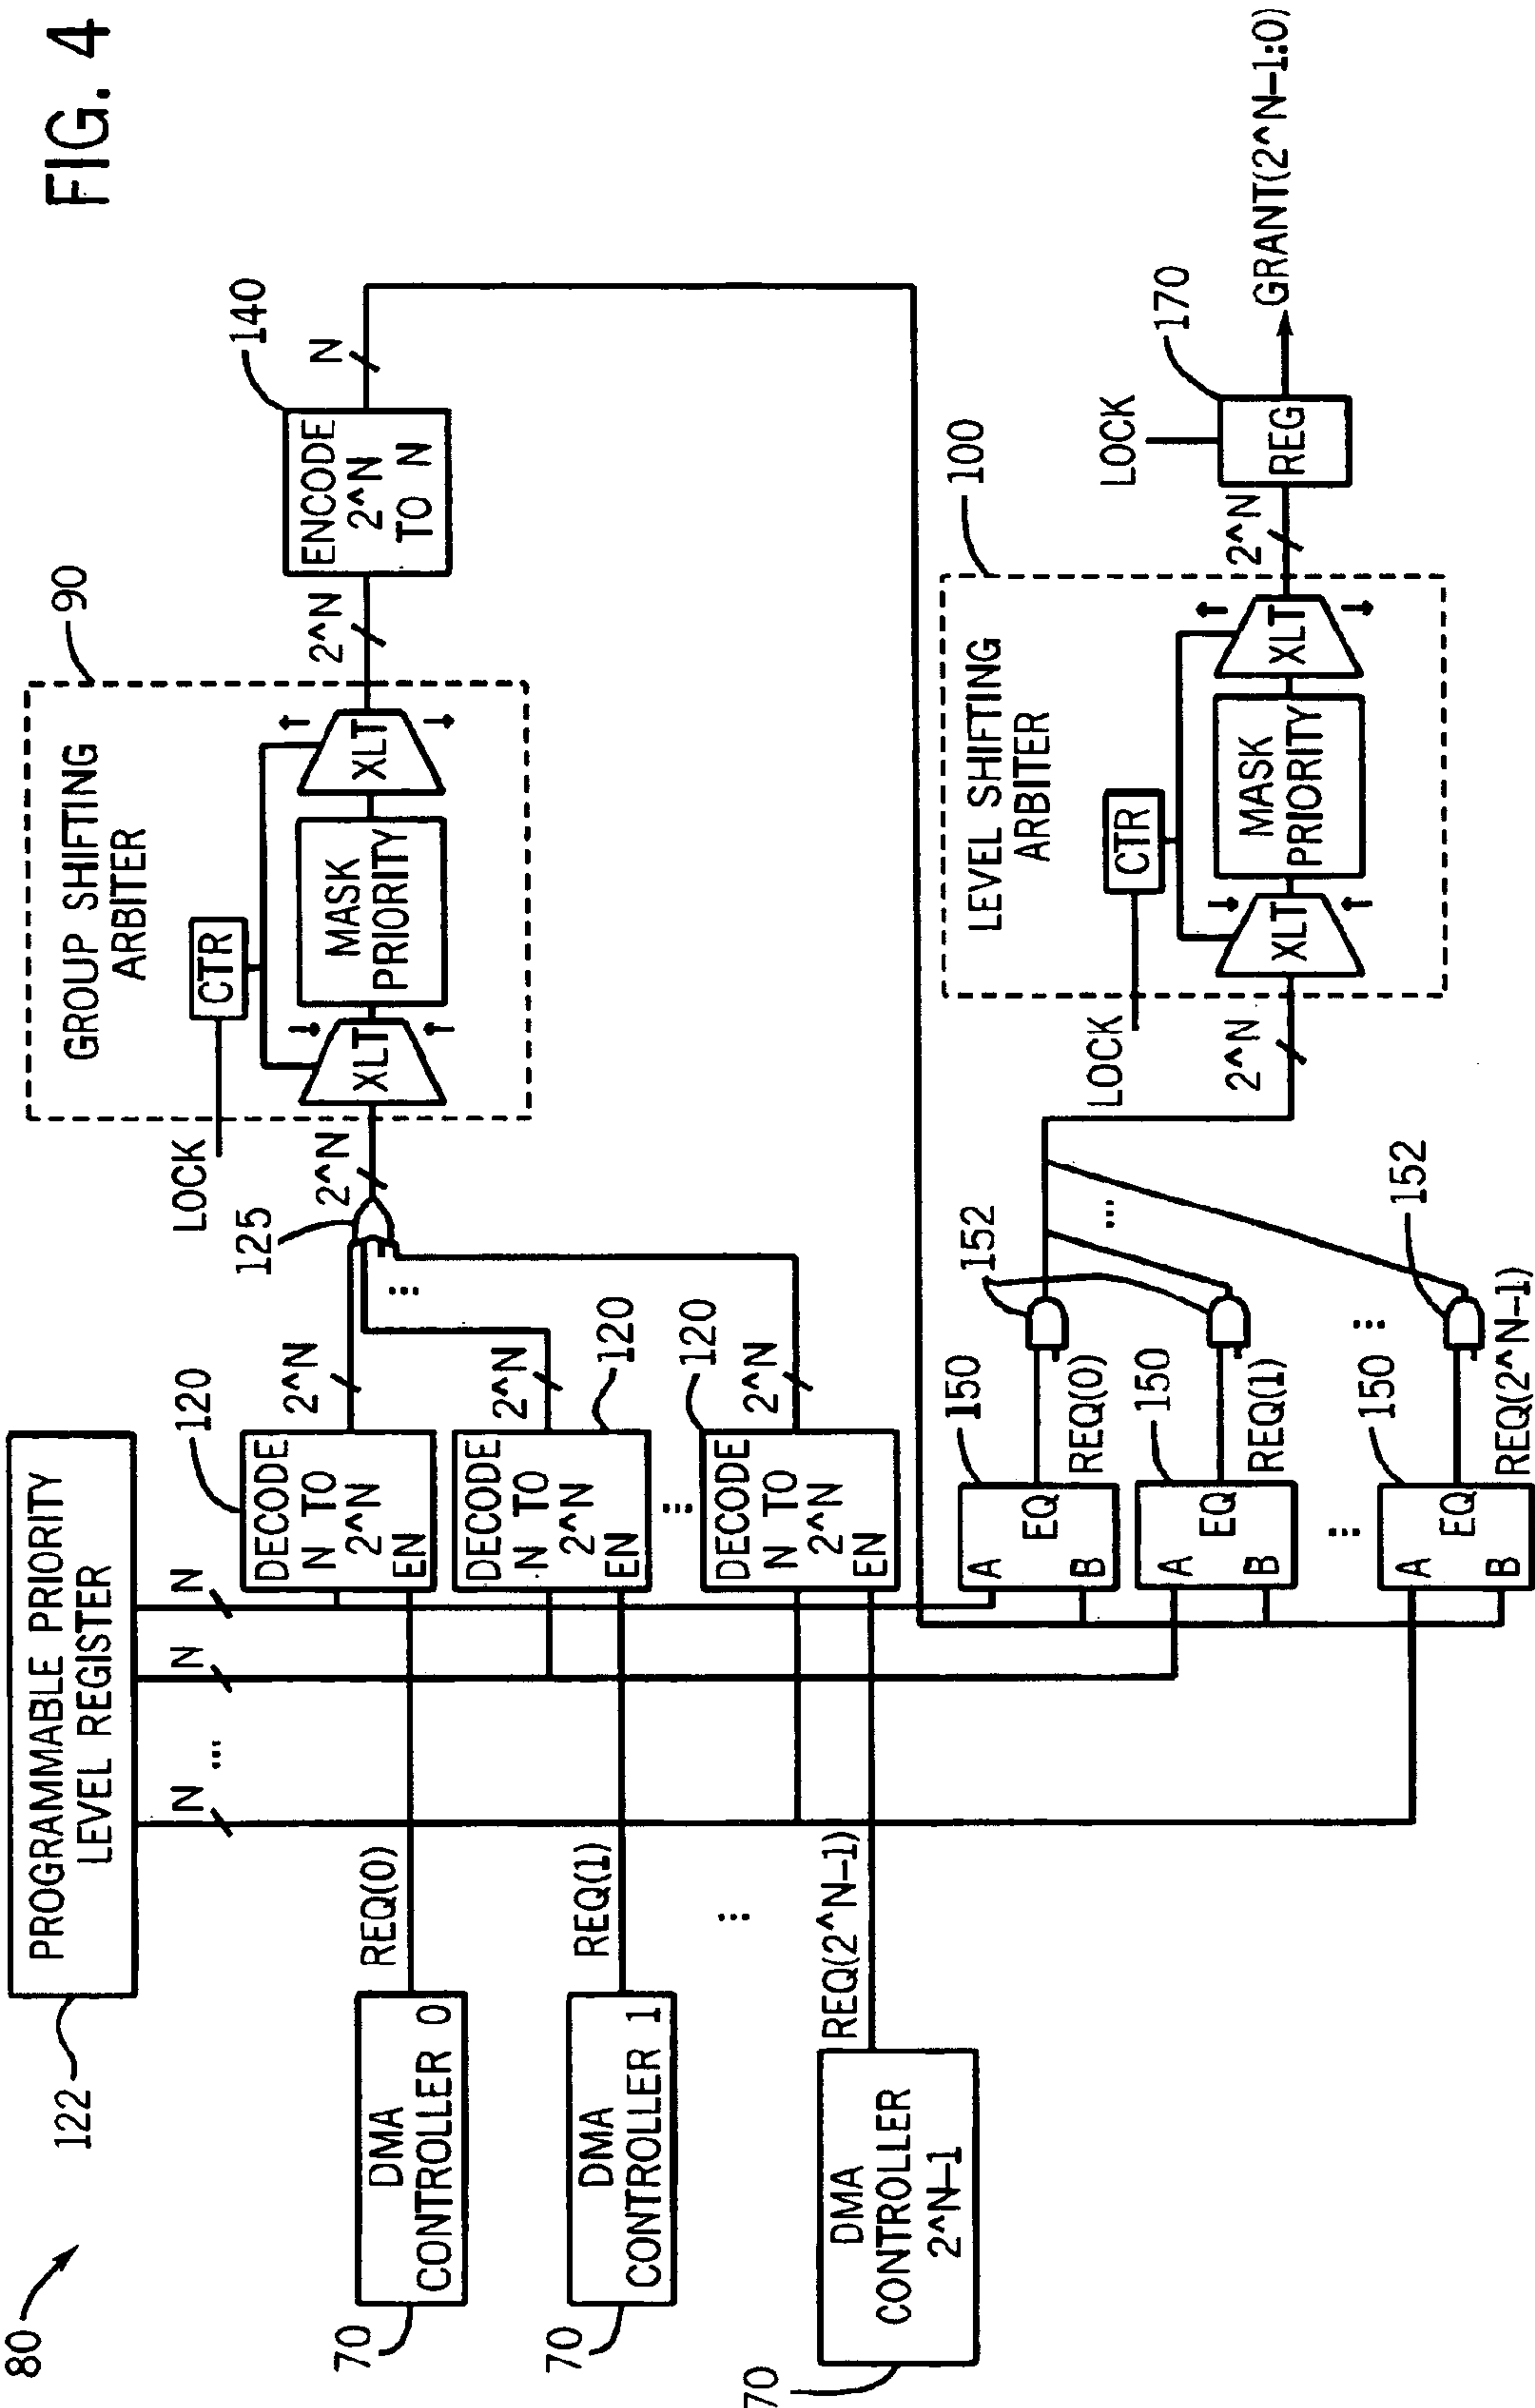 FIG. 4
80
PROGRAMMABLE PRIORITY
LEVEL REGISTER
122
N
...
N
N
DMA
CONTROLLER 0
70
REQ(0)
DMA
CONTROLLER 1
70
REQ(1)
...
DMA
CONTROLLER
2^N-1
70
REQ(2^N-1)
DECODE
N TO
2^N
EN
120
2^N
DECODE
N TO
2^N
EN
120
2^N
...
DECODE
N TO
2^N
EN
120
2^N
...
125
2^N
LOCK
GROUP SHIFTING
ARBITER
90
CTR
XLT
MASK
PRIORITY
XLT
2^N
ENCODE
2^N
TO N
140
N
A
EQ
B
150
REQ(0)
A
EQ
B
150
REQ(1)
...
A
EQ
B
150
REQ(2^N-1)
152
...
...
152
2^N
LOCK
LEVEL SHIFTING
ARBITER
100
CTR
XLT
MASK
PRIORITY
XLT
2^N
LOCK
REG
170
GRANT(2^N-1:0)